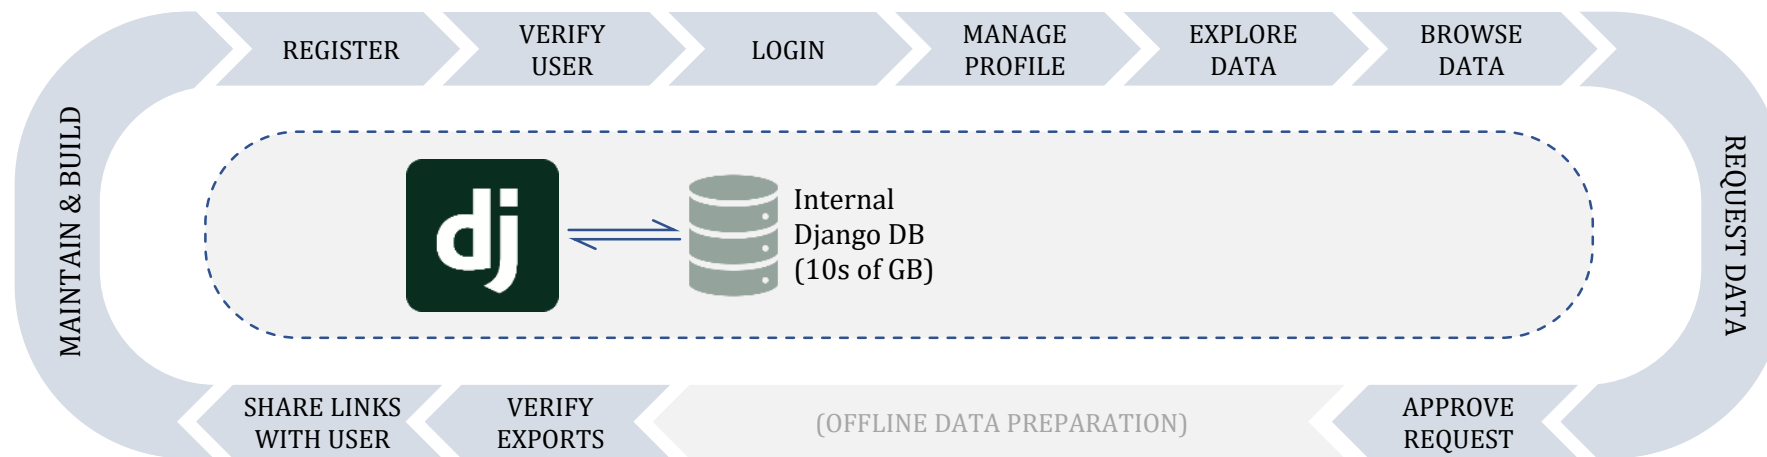 REGISTER
VERIFY
USER
LOGIN
MANAGE
PROFILE
EXPLORE
DATA
BROWSE
DATA
REQUEST DATA
MAINTAIN & BUILD
dj
Internal
Django DB
(10s of GB)
SHARE LINKS
WITH USER
VERIFY
EXPORTS
(OFFLINE DATA PREPARATION)
APPROVE
REQUEST